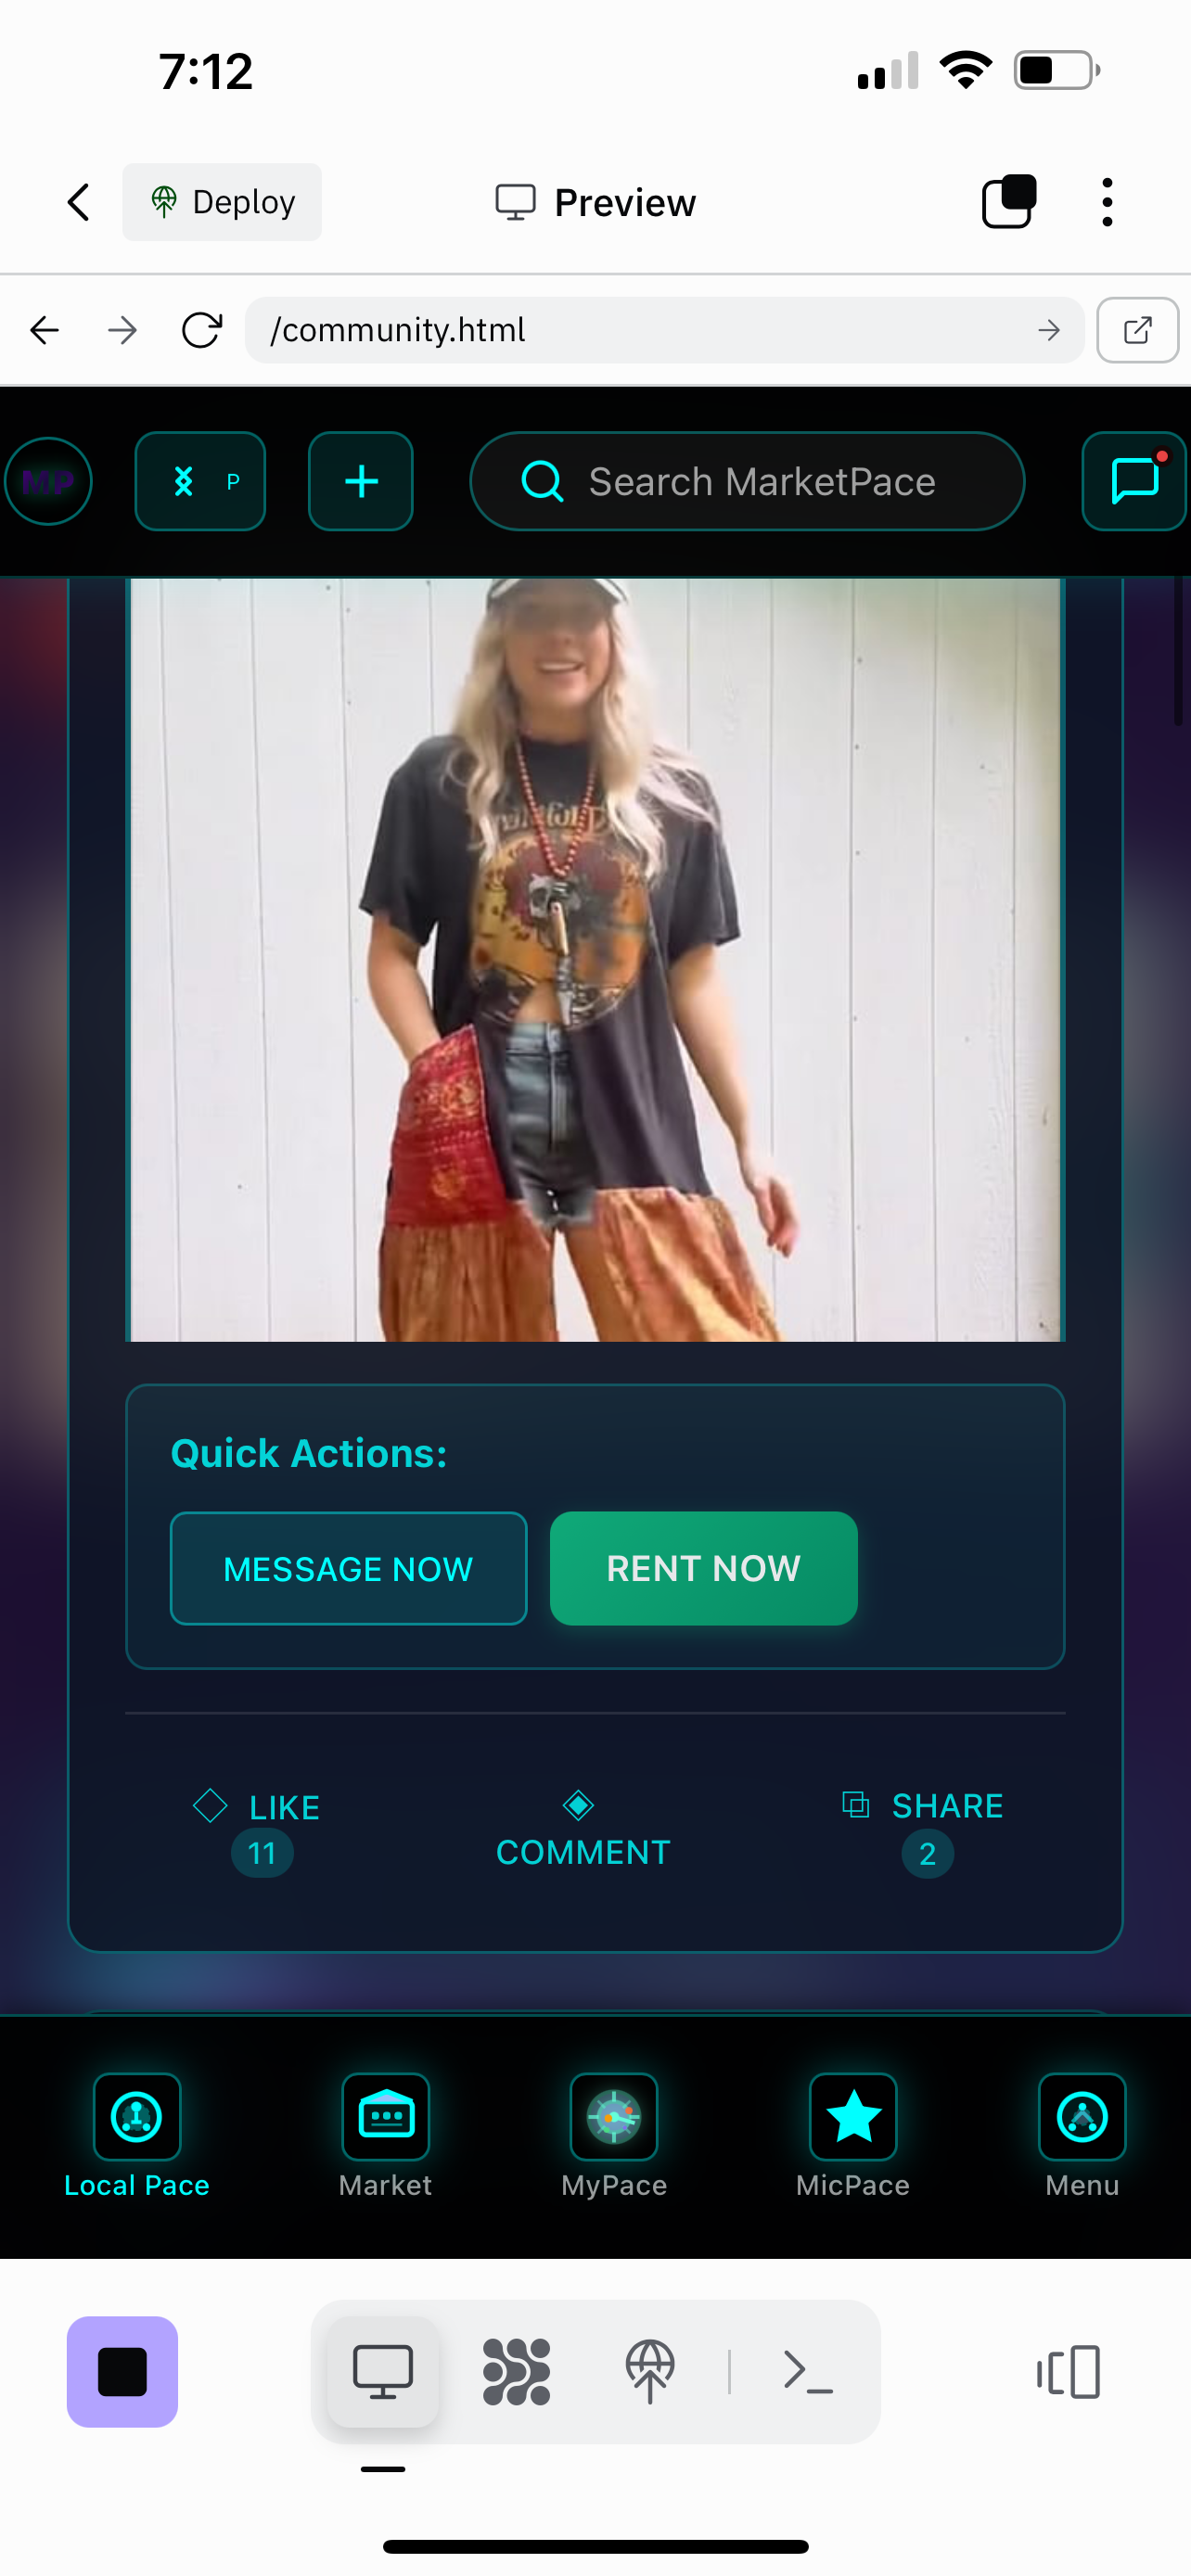 7:12
Deploy
Preview
/community.html
MP
P
Search MarketPace
Quick Actions:
MESSAGE NOW
RENT NOW
LIKE
11
COMMENT
SHARE
2
Local Pace
Market
MyPace
MicPace
Menu